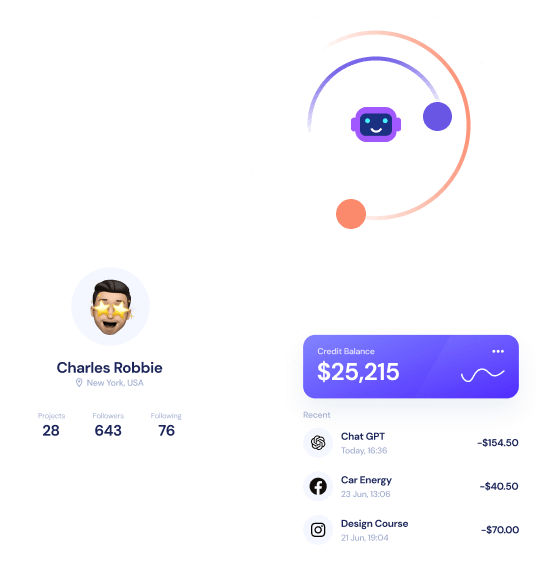 Charles Robbie
New York, USA
Projects
Followers
Following
28
643
76
Credit Balance
$25,215
Recent
Chat GPT
Today, 16:36
-$154.50
Car Energy
23 Jun, 13:06
-$40.50
Design Course
21 Jun, 19:04
-$70.00